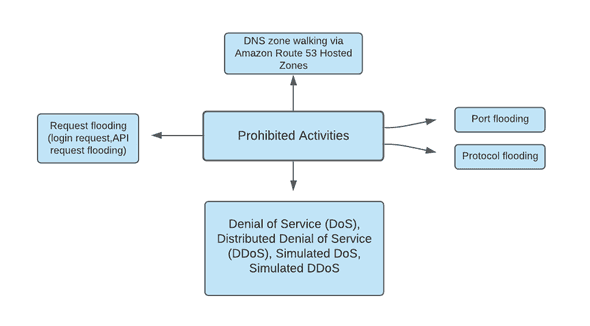 DNS zone walking via
Amazon Route 53 Hosted
Zones
Request flooding
(login request,API
request flooding)
Prohibited Activities
Port flooding
Protocol flooding
Denial of Service (DoS),
Distributed Denial of Service
(DDoS), Simulated DoS,
Simulated DDoS